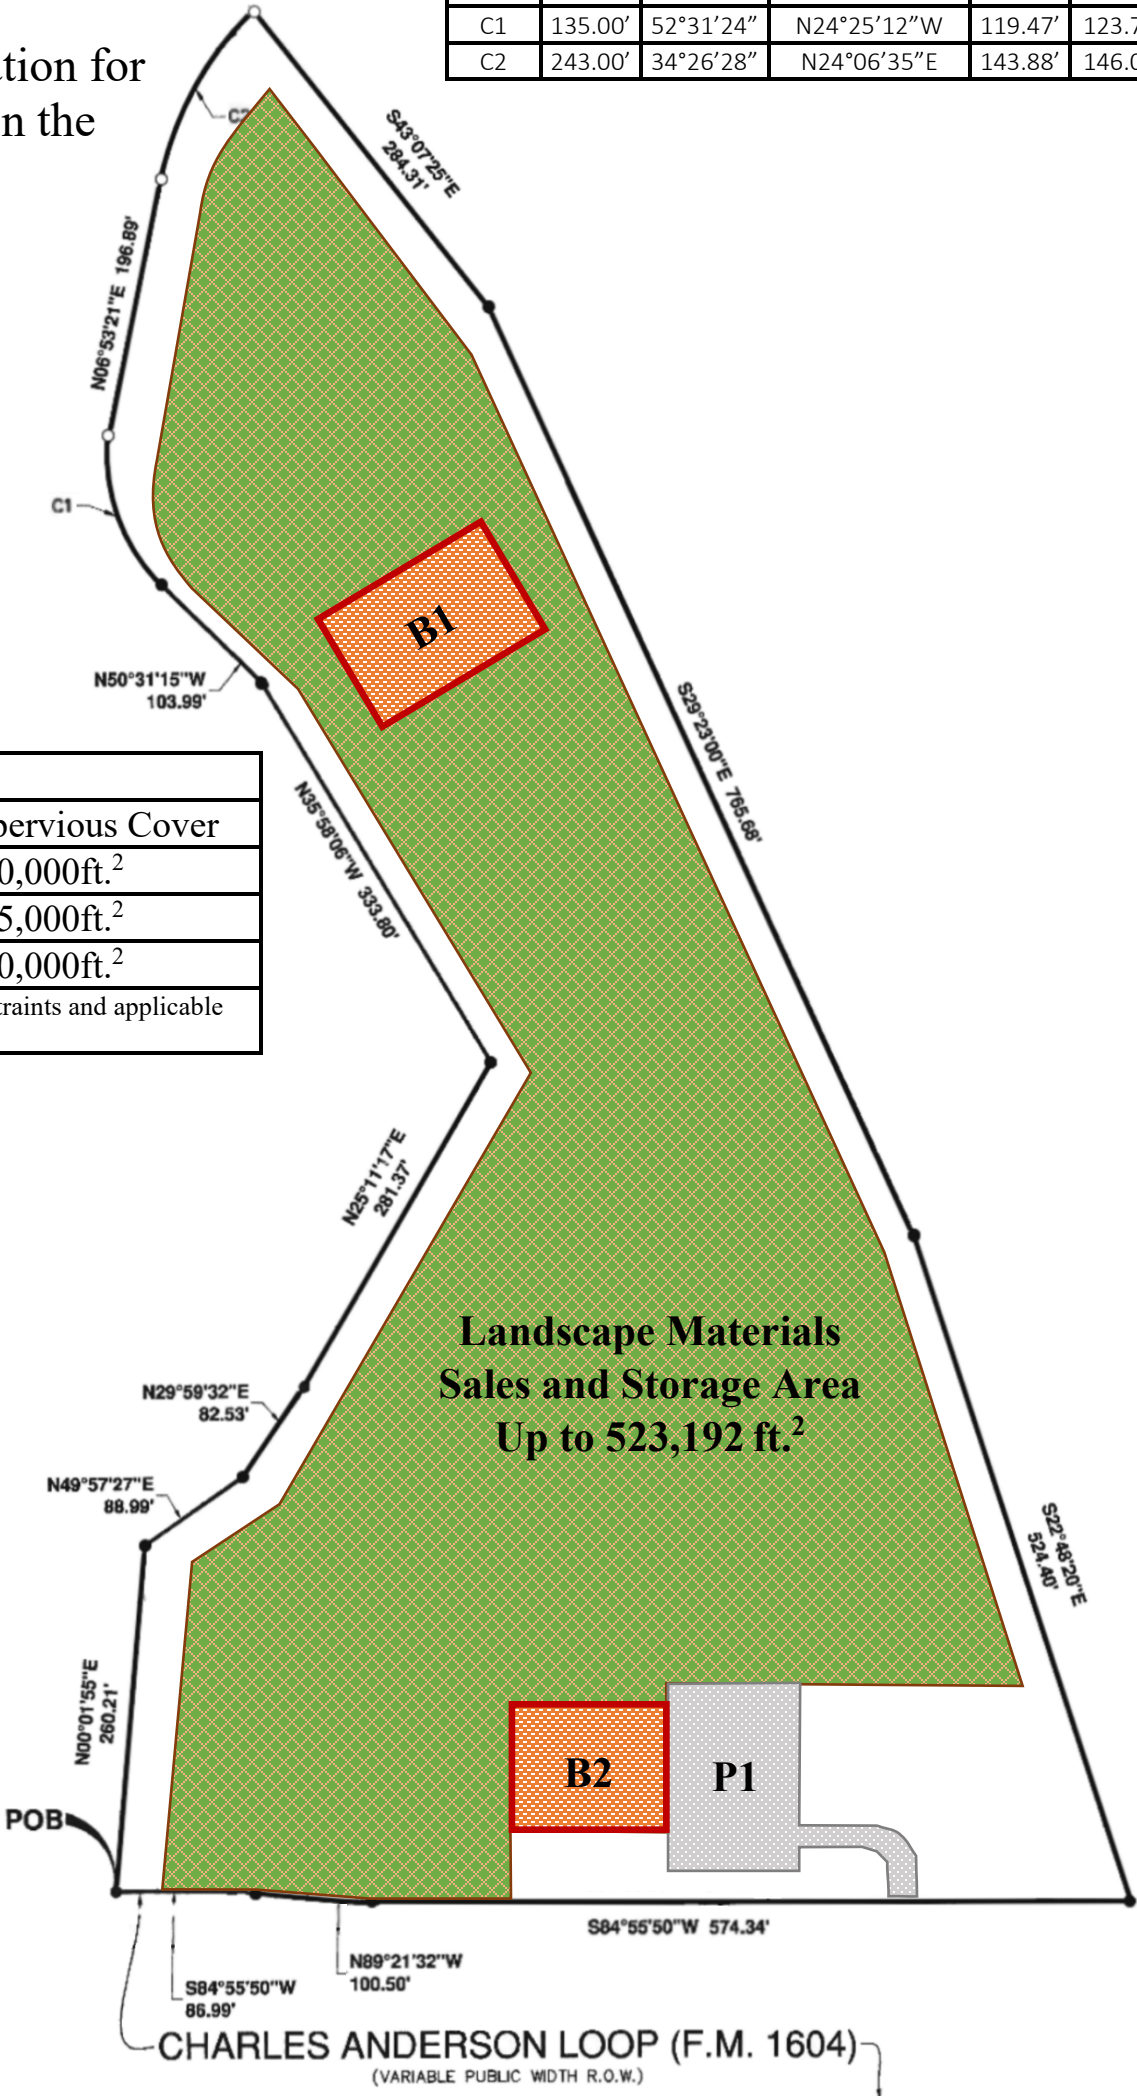 C1 135.00’ 52°31’24” N24°25’12”W 119.47’ 123.7
C2 243.00’ 34°26’28” N24°06’35”E 143.88’ 146.0
tion for
n the
C2
S43°07'25"E
284.31'
N06°53'21"E 196.89'
C1
N50°31'15"W
103.99'
B1
S29°23'00"E 765.68'
pervious Cover
0,000ft.²
5,000ft.²
0,000ft.²
traints and applicable
N35°58'06"W 333.80'
N25°11'17"E
281.37'
Landscape Materials
Sales and Storage Area
Up to 523,192 ft.²
N29°59'32"E
82.53'
N49°57'27"E
88.99'
S22°48'20"E
524.40'
N00°01'55"E
260.21'
B2
P1
POB
S84°55'50"W 574.34'
N89°21'32"W
100.50'
S84°55'50"W
86.99'
CHARLES ANDERSON LOOP (F.M. 1604)
(VARIABLE PUBLIC WIDTH R.O.W.)